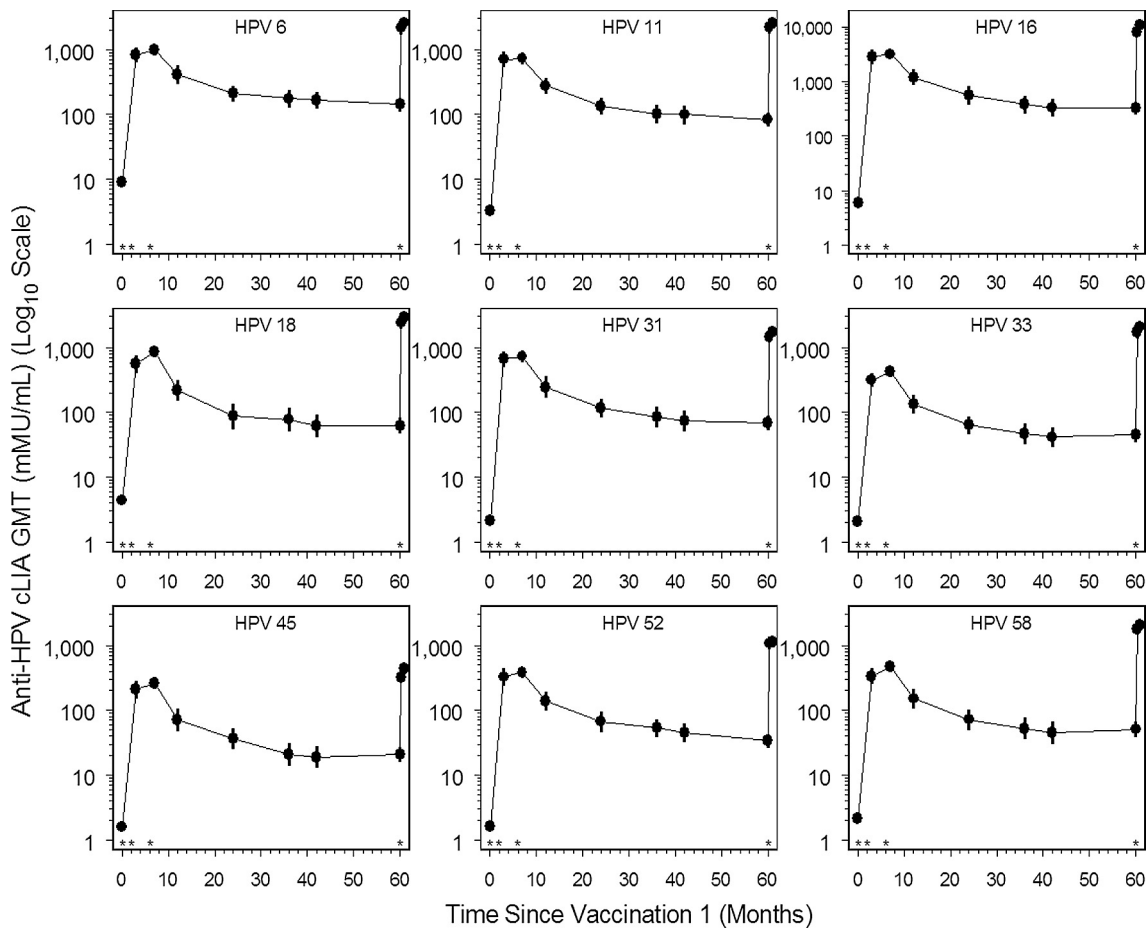 Anti-HPV cLIA GMT (mMU/mL) (Log10 Scale)
HPV 6
1,000
100
10
1
* * * *
0 10 20 30 40 50 60
HPV 11
1,000
100
10
1
* * * *
0 10 20 30 40 50 60
HPV 16
10,000
1,000
100
10
1
* * * *
0 10 20 30 40 50 60
HPV 18
1,000
100
10
1
* * * *
0 10 20 30 40 50 60
HPV 31
1,000
100
10
1
* * * *
0 10 20 30 40 50 60
HPV 33
1,000
100
10
1
* * * *
0 10 20 30 40 50 60
HPV 45
1,000
100
10
1
* * * *
0 10 20 30 40 50 60
HPV 52
1,000
100
10
1
* * * *
0 10 20 30 40 50 60
HPV 58
1,000
100
10
1
* * * *
0 10 20 30 40 50 60
Time Since Vaccination 1 (Months)